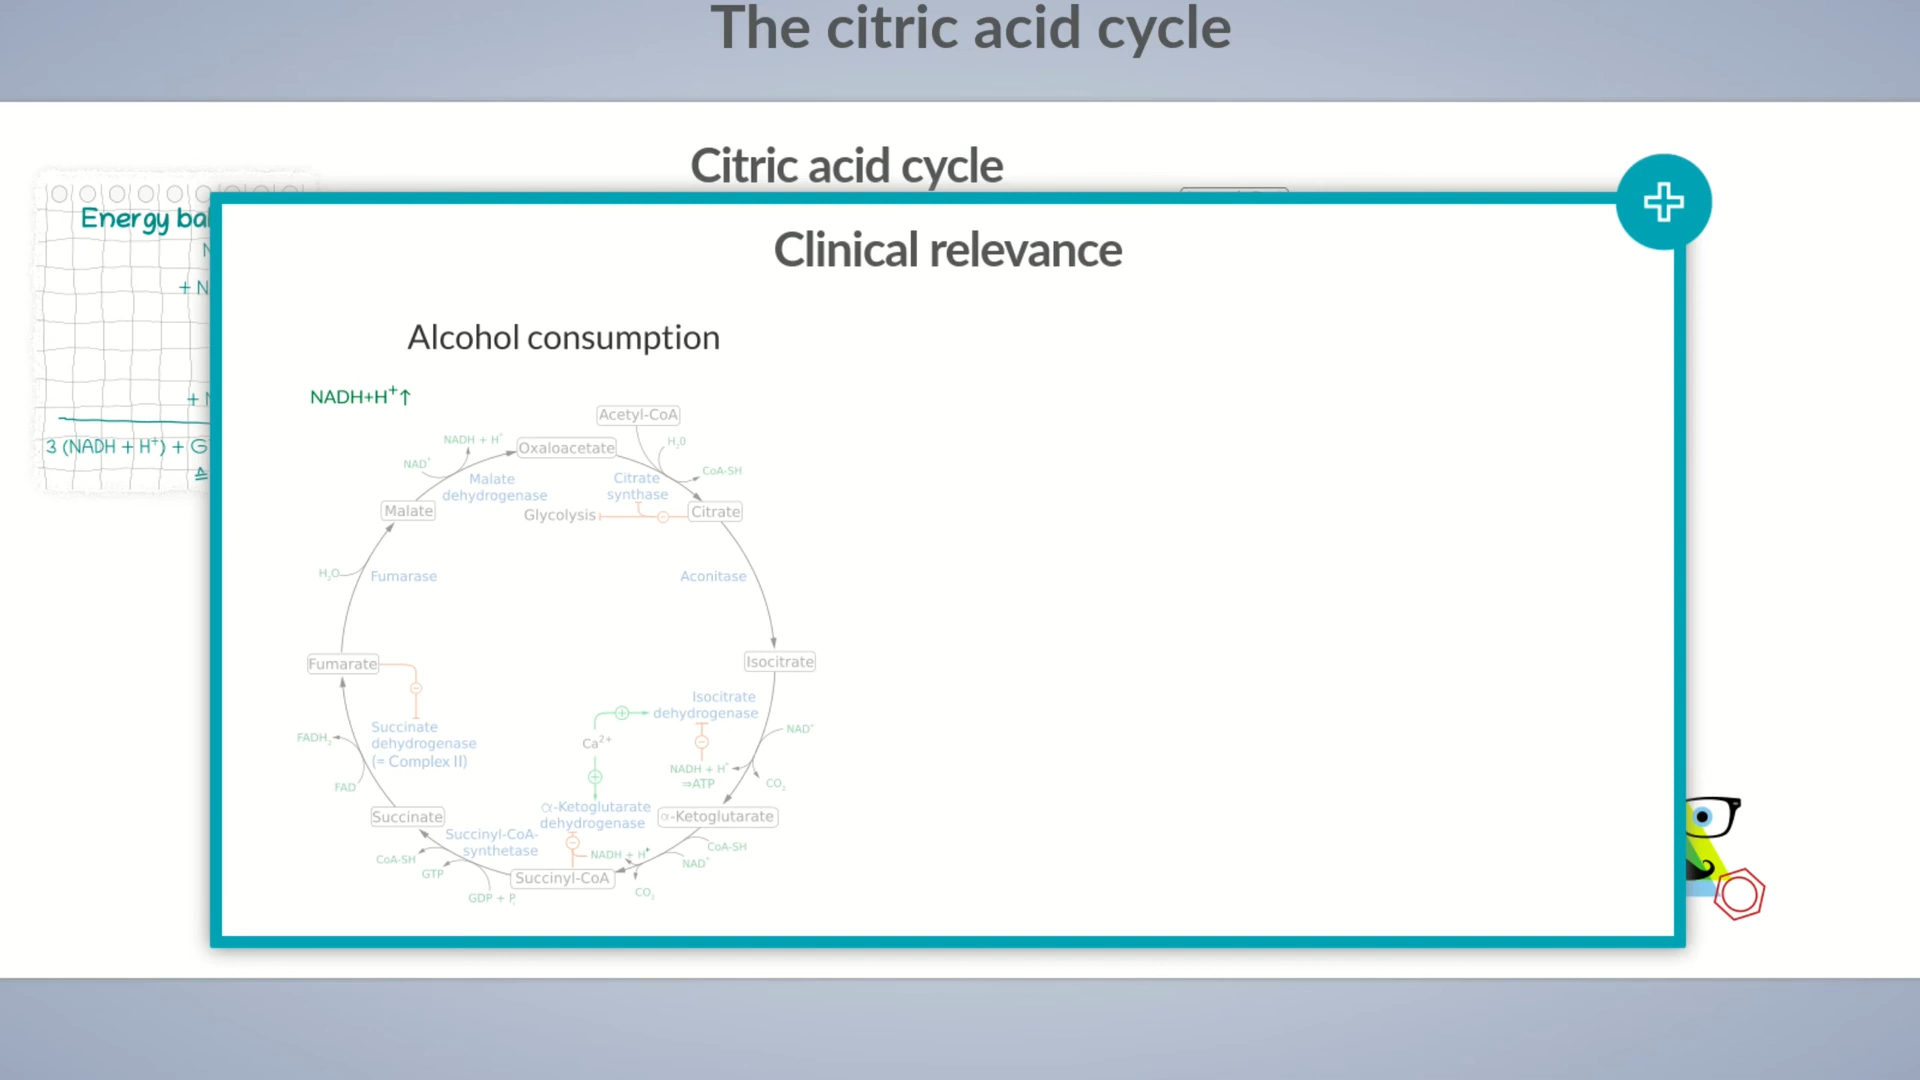 The citric acid cycle
Citric acid cycle
Energy
+ N
+
3 (NADH + H⁺) + G
≙
Clinical relevance
Alcohol consumption
NADH+H⁺↑
Acetyl-CoA
NADH + H⁺
Oxaloacetate
H₂0
NAD⁺
CoA-SH
Malate
dehydrogenase
Citrate
synthase
Malate
Glycolysis
Citrate
H₂O
Fumarase
Aconitase
Fumarate
Isocitrate
Isocitrate
dehydrogenase
Succinate
dehydrogenase
(= Complex II)
FADH₂
NAD⁺
Ca²⁺
NADH + H⁺
⇒ATP
CO₂
FAD
α-Ketoglutarate
dehydrogenase
Succinate
α-Ketoglutarate
Succinyl-CoA-
synthetase
CoA-SH
CoA-SH
NADH + H⁺
NAD⁺
GTP
Succinyl-CoA
CO₂
GDP + Pᵢ